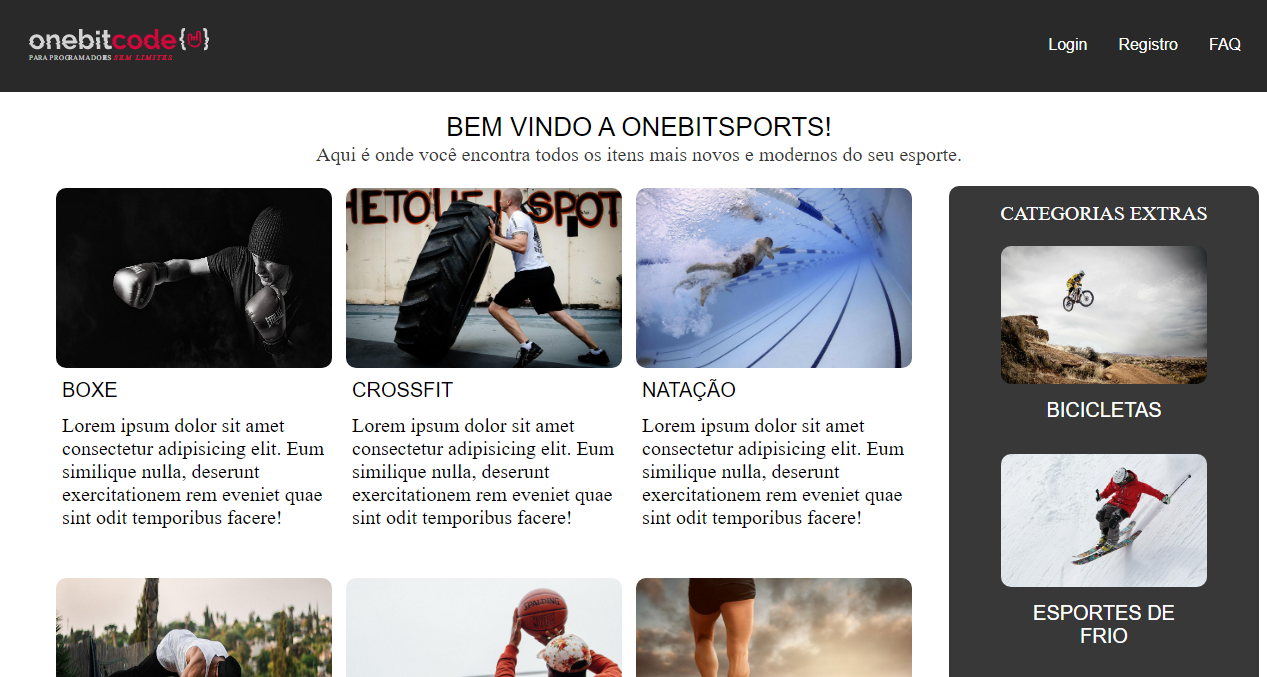 onebitcode{}
PARA PROGRAMADORS SEM LIMITES
Login Registro FAQ
BEM VINDO A ONEBITSPORTS!
Aqui é onde você encontra todos os itens mais novos e modernos do seu esporte.
HETOUF SPOT
BOXE
Lorem ipsum dolor sit amet
consectetur adipisicing elit. Eum
similique nulla, deserunt
exercitationem rem eveniet quae
sint odit temporibus facere!
CROSSFIT
Lorem ipsum dolor sit amet
consectetur adipisicing elit. Eum
similique nulla, deserunt
exercitationem rem eveniet quae
sint odit temporibus facere!
NATAÇÃO
Lorem ipsum dolor sit amet
consectetur adipisicing elit. Eum
similique nulla, deserunt
exercitationem rem eveniet quae
sint odit temporibus facere!
SPALDING
CATEGORIAS EXTRAS
BICICLETAS
ESPORTES DE
FRIO